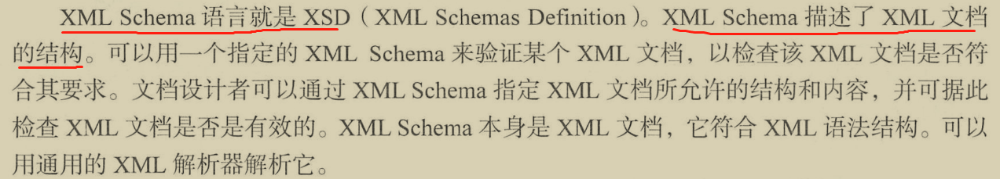 XML Schema 语言就是 XSD（XML Schemas Definition）。XML Schema 描述了 XML 文档
的结构。可以用一个指定的 XML Schema 来验证某个 XML 文档，以检查该 XML 文档是否符
合其要求。文档设计者可以通过 XML Schema 指定 XML 文档所允许的结构和内容，并可据此
检查 XML 文档是否是有效的。XML Schema 本身是 XML 文档，它符合 XML 语法结构。可以
用通用的 XML 解析器解析它。